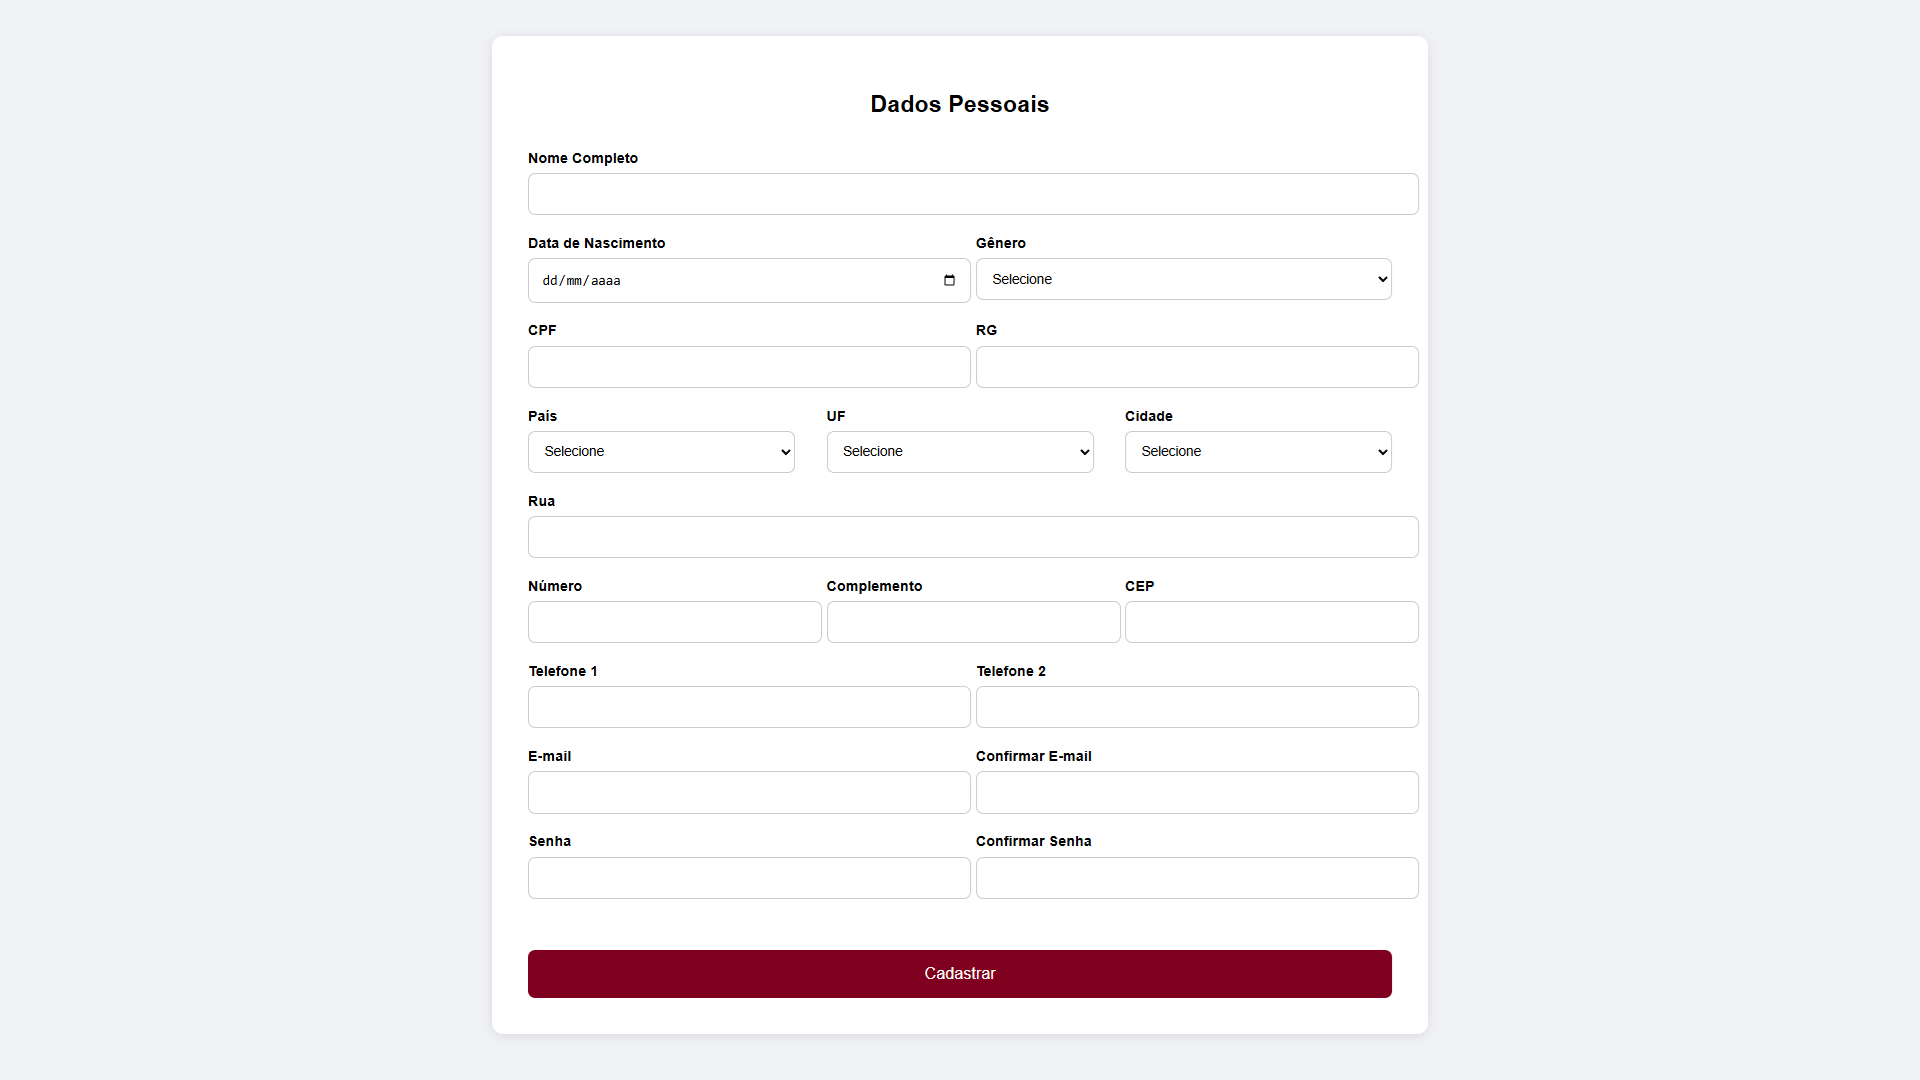 Dados Pessoais
Nome Completo
Data de Nascimento Gênero
dd/mm/aaaa Selecione
CPF RG
País UF Cidade
Selecione Selecione Selecione
Rua
Número Complemento CEP
Telefone 1 Telefone 2
E-mail Confirmar E-mail
Senha Confirmar Senha
Cadastrar